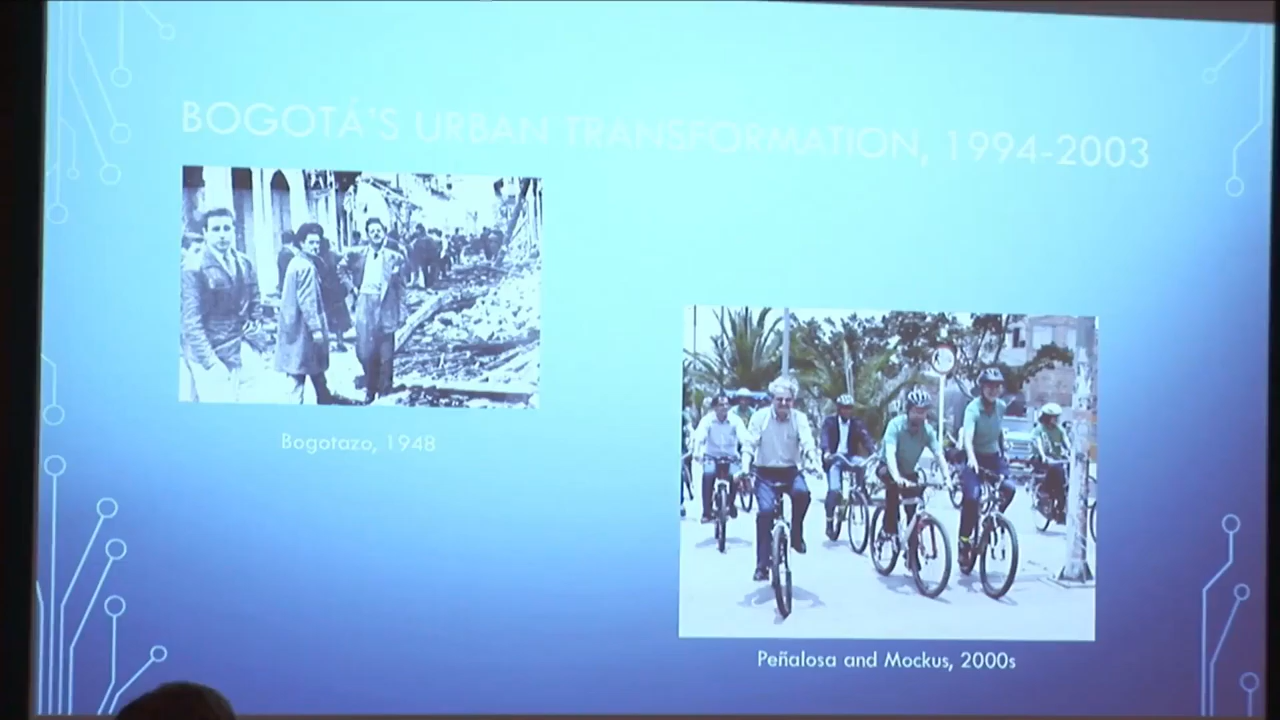 BOGOTÁ'S URBAN TRANSFORMATION, 1994-2003
Bogotazo, 1948
Peñalosa and Mockus, 2000s